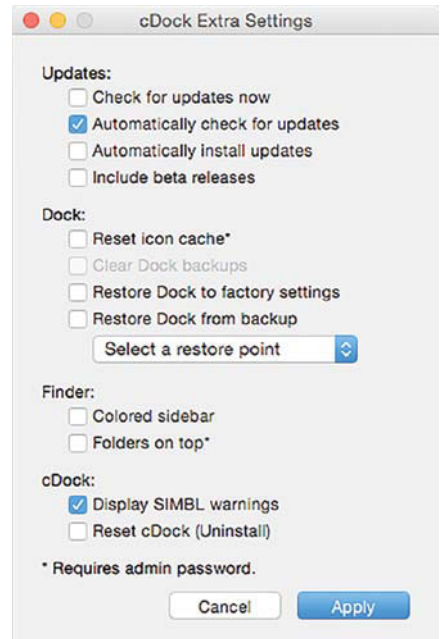 cDock Extra Settings
Updates:
Check for updates now
Automatically check for updates
Automatically install updates
Include beta releases
Dock:
Reset icon cache*
Clear Dock backups
Restore Dock to factory settings
Restore Dock from backup
Select a restore point
Finder:
Colored sidebar
Folders on top*
cDock:
Display SIMBL warnings
Reset cDock (Uninstall)
* Requires admin password.
Cancel Apply